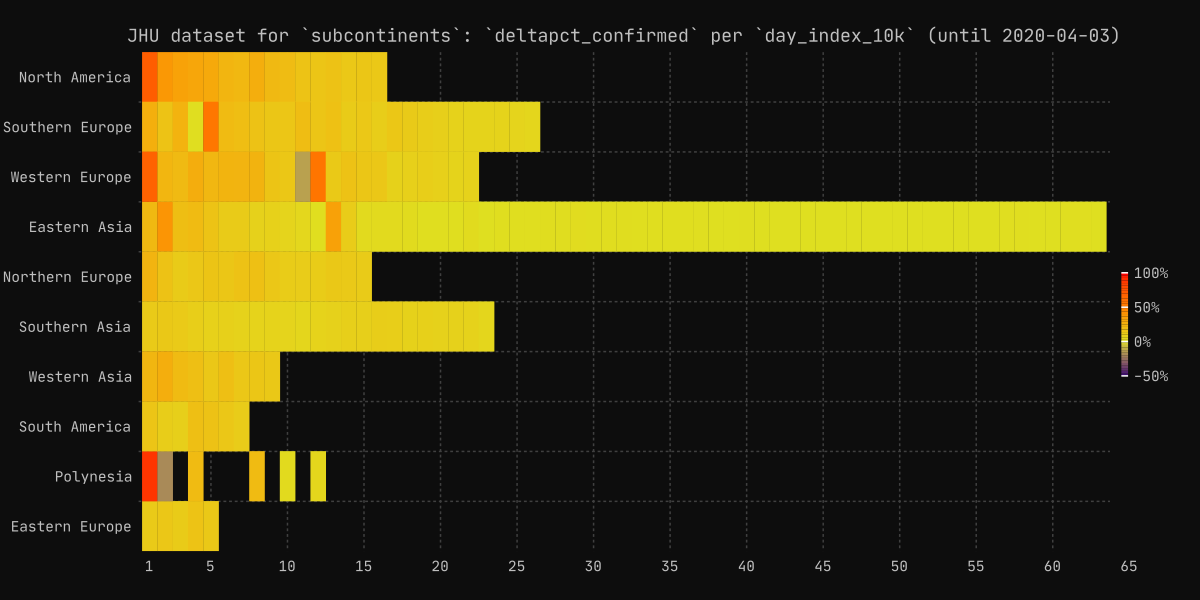 JHU dataset for `subcontinents`: `deltapct_confirmed` per `day_index_10k` (until 2020-04-03)
North America
Southern Europe
Western Europe
Eastern Asia
Northern Europe
Southern Asia
Western Asia
South America
Polynesia
Eastern Europe
1 5 10 15 20 25 30 35 40 45 50 55 60 65
100%
50%
0%
-50%